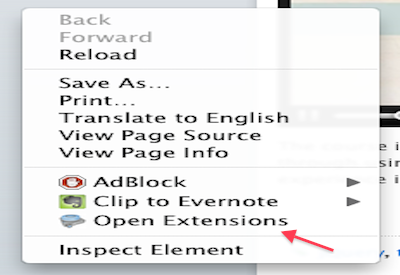 Back
Forward
Reload
Save As...
Print...
Translate to English
View Page Source
View Page Info
AdBlock
Clip to Evernote
Open Extensions
Inspect Element